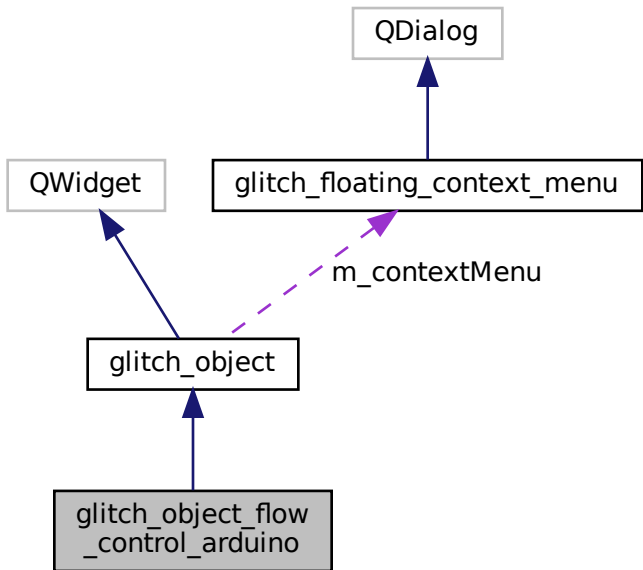 QDialog
QWidget
glitch_floating_context_menu
m_contextMenu
glitch_object
glitch_object_flow
_control_arduino